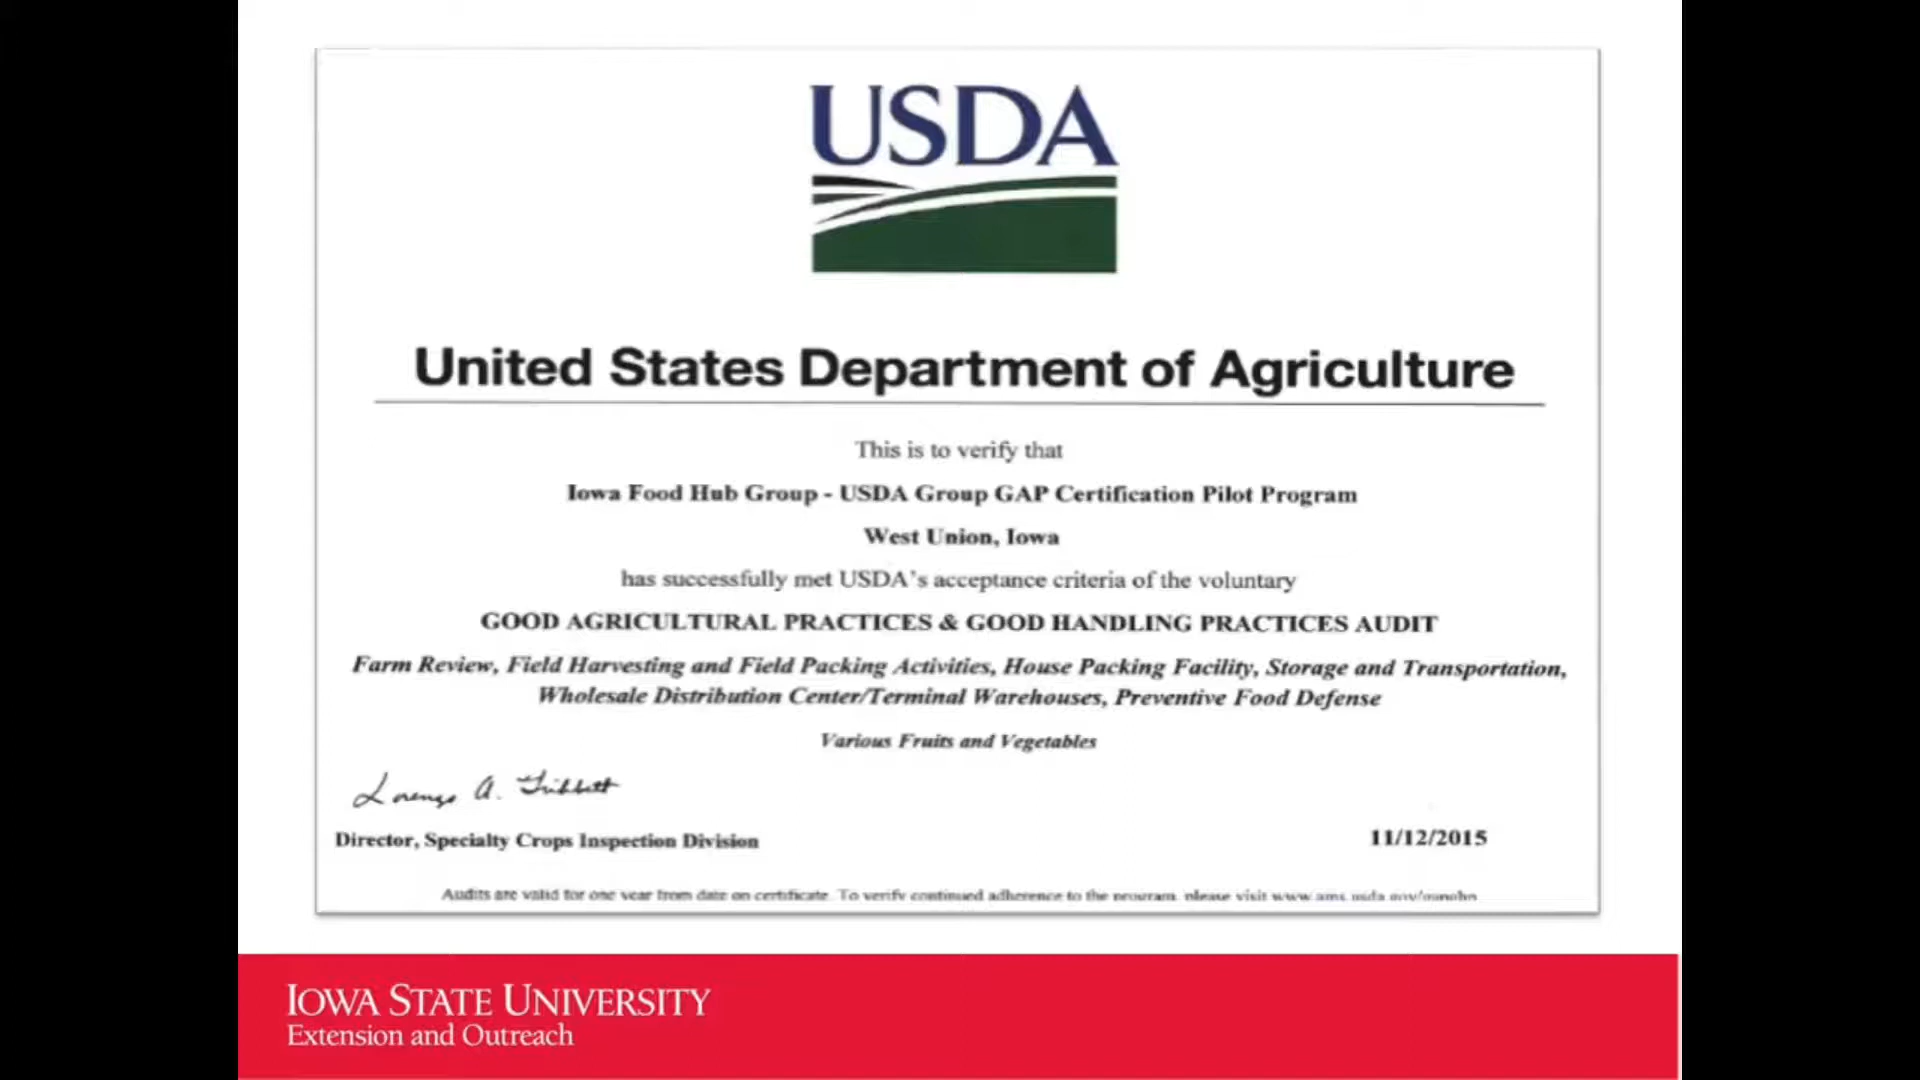 USDA
United States Department of Agriculture
This is to verify that
Iowa Food Hub Group - USDA Group GAP Certification Pilot Program
West Union, Iowa
has successfully met USDA's acceptance criteria of the voluntary
GOOD AGRICULTURAL PRACTICES & GOOD HANDLING PRACTICES AUDIT
Farm Review, Field Harvesting and Field Packing Activities, House Packing Facility, Storage and Transportation,
Wholesale Distribution Center/Terminal Warehouses, Preventive Food Defense
Various Fruits and Vegetables
A.
Director, Specialty Crops Inspection Division
11/12/2015
Audits are valid for one year from date on certificate. To verify continued adherence to the program, please visit
IOWA STATE UNIVERSITY
Extension and Outreach